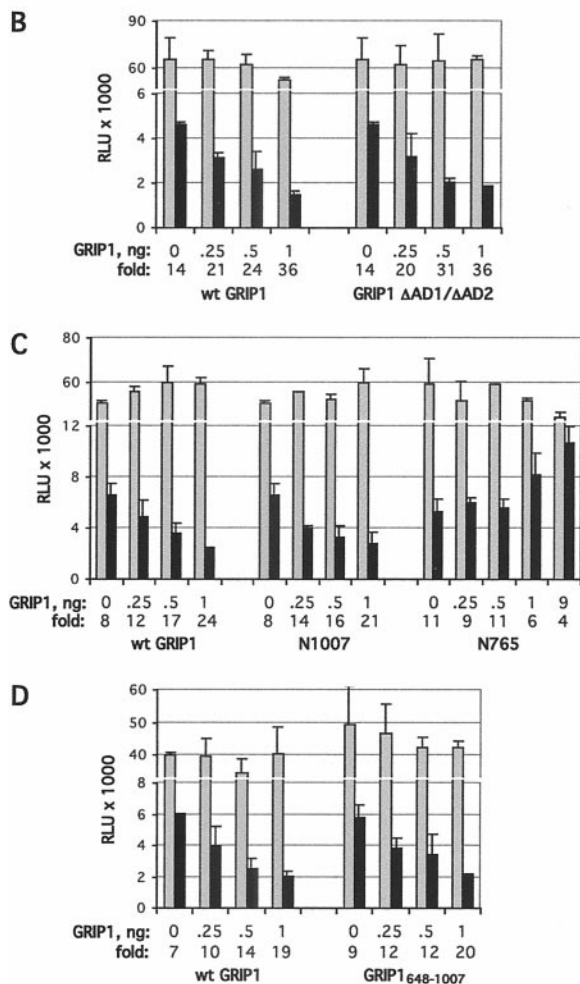 B
60
6
4
2
0
RLU x 1000
GRIP1, ng: 0 .25 .5 1 0 .25 .5 1
fold: 14 21 24 36 14 20 31 36
wt GRIP1 GRIP1 ΔAD1/ΔAD2
C
80
60
12
8
4
0
RLU x 1000
GRIP1, ng: 0 .25 .5 1 0 .25 .5 1 0 .25 .5 1 9
fold: 8 12 17 24 8 14 16 21 11 9 11 6 4
wt GRIP1 N1007 N765
D
60
50
40
8
6
4
2
0
RLU x 1000
GRIP1, ng: 0 .25 .5 1 0 .25 .5 1
fold: 7 10 14 19 9 12 12 20
wt GRIP1 GRIP1648-1007